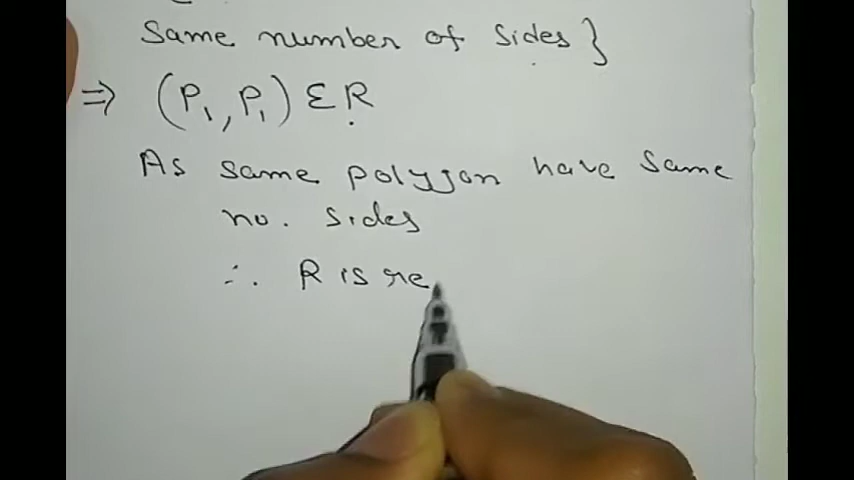 Same number of Sides }
⇒ (P₁, P₁) ∈ R
As same polygon have same
no. sides
∴ R is re